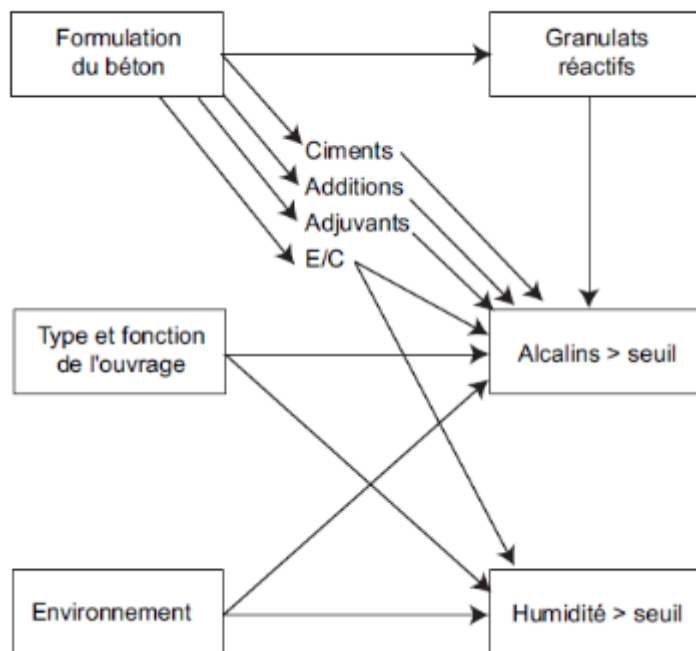 Formulation
du béton
Granulats
réactifs
Ciments
Additions
Adjuvants
E/C
Type et fonction
de l'ouvrage
Alcalins > seuil
Environnement
Humidité > seuil